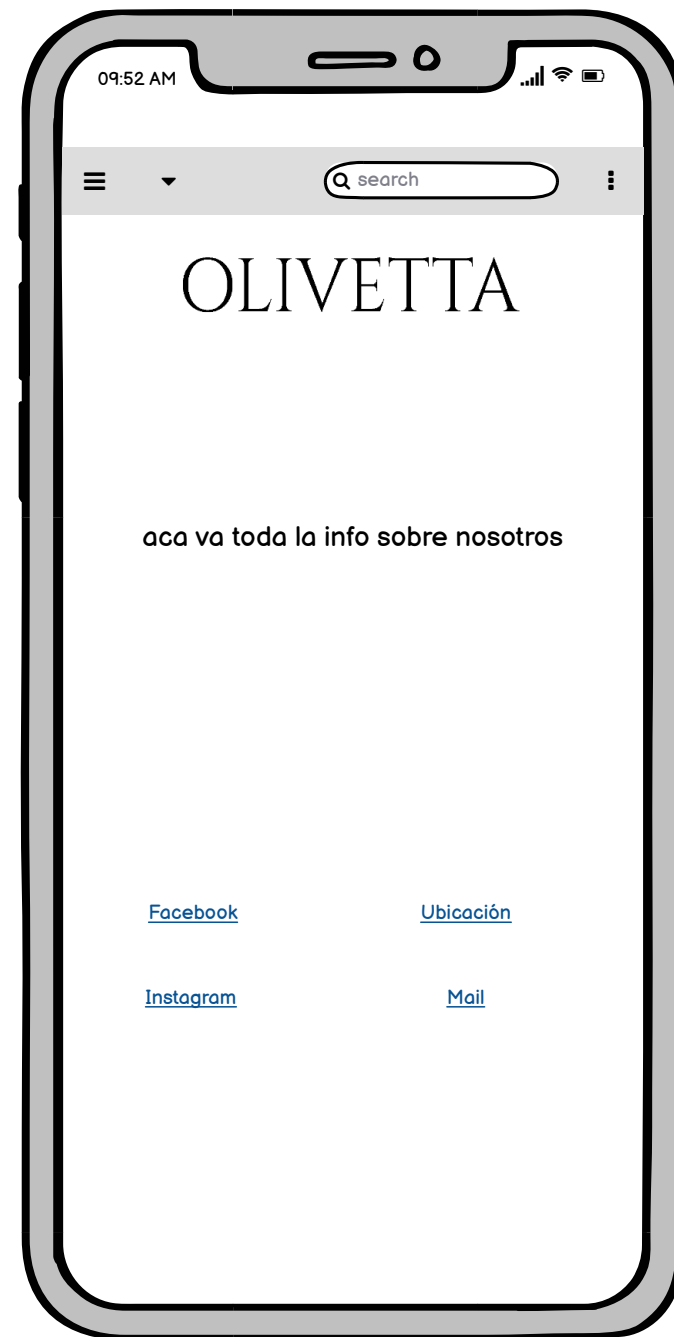 09:52 AM
search
OLIVETTA
aca va toda la info sobre nosotros
Facebook Ubicación
Instagram Mail